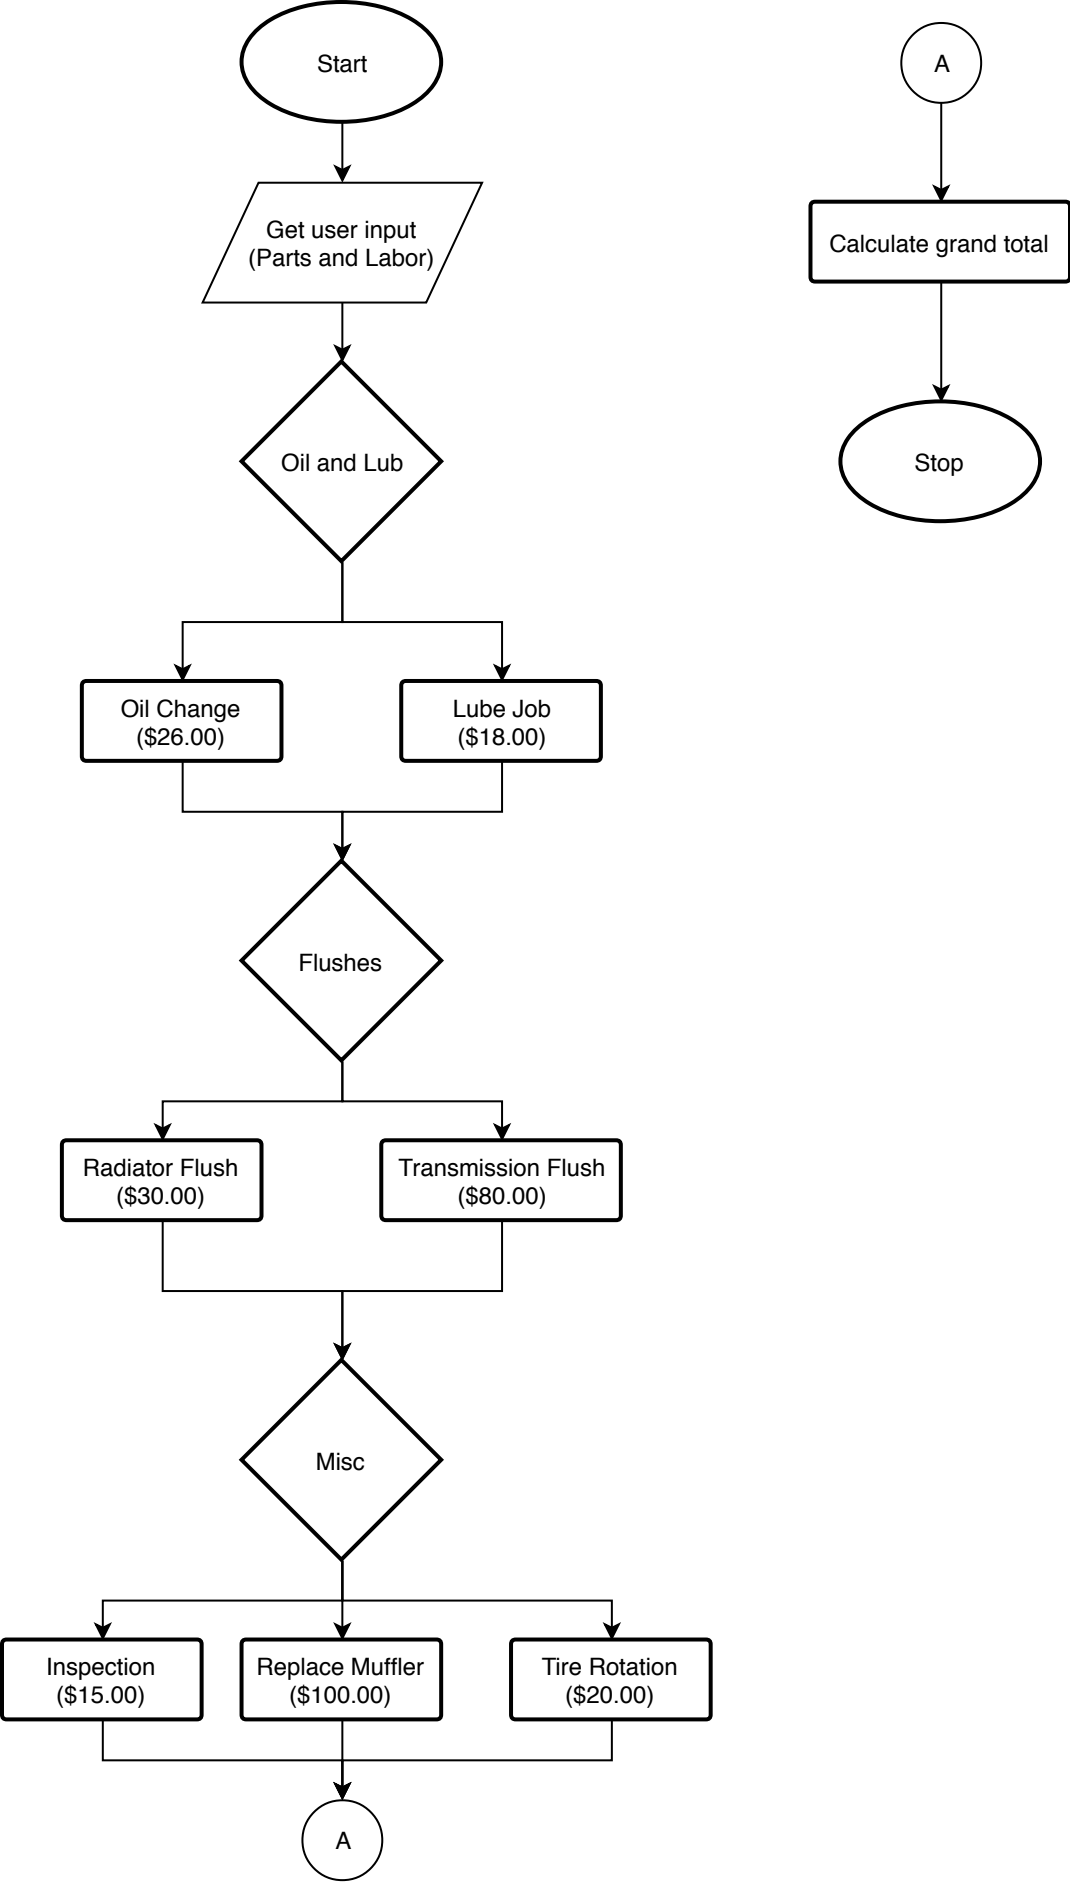 Start
Get user input
(Parts and Labor)
Oil and Lub
Oil Change
($26.00)
Lube Job
($18.00)
Flushes
Radiator Flush
($30.00)
Transmission Flush
($80.00)
Misc
Inspection
($15.00)
Replace Muffler
($100.00)
Tire Rotation
($20.00)
A
A
Calculate grand total
Stop